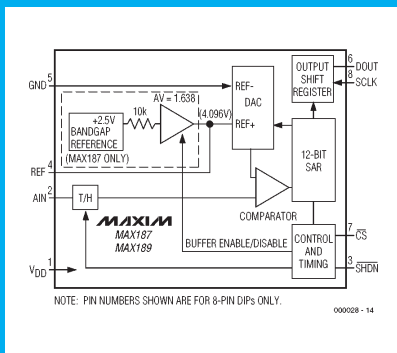 6
DOUT
8
SCLK
OUTPUT
SHIFT
REGISTER
5
GND
REF-
DAC
REF+
AV = 1.638
(4.096V)
10k
+2.5V
BANDGAP
REFERENCE
(MAX187 ONLY)
4
REF
2
AIN
T/H
12-BIT
SAR
COMPARATOR
MAXIM
MAX187
MAX189
BUFFER ENABLE/DISABLE
CONTROL
AND
TIMING
7
CS
3
SHDN
1
VDD
NOTE: PIN NUMBERS SHOWN ARE FOR 8-PIN DIPs ONLY.
000028 - 14